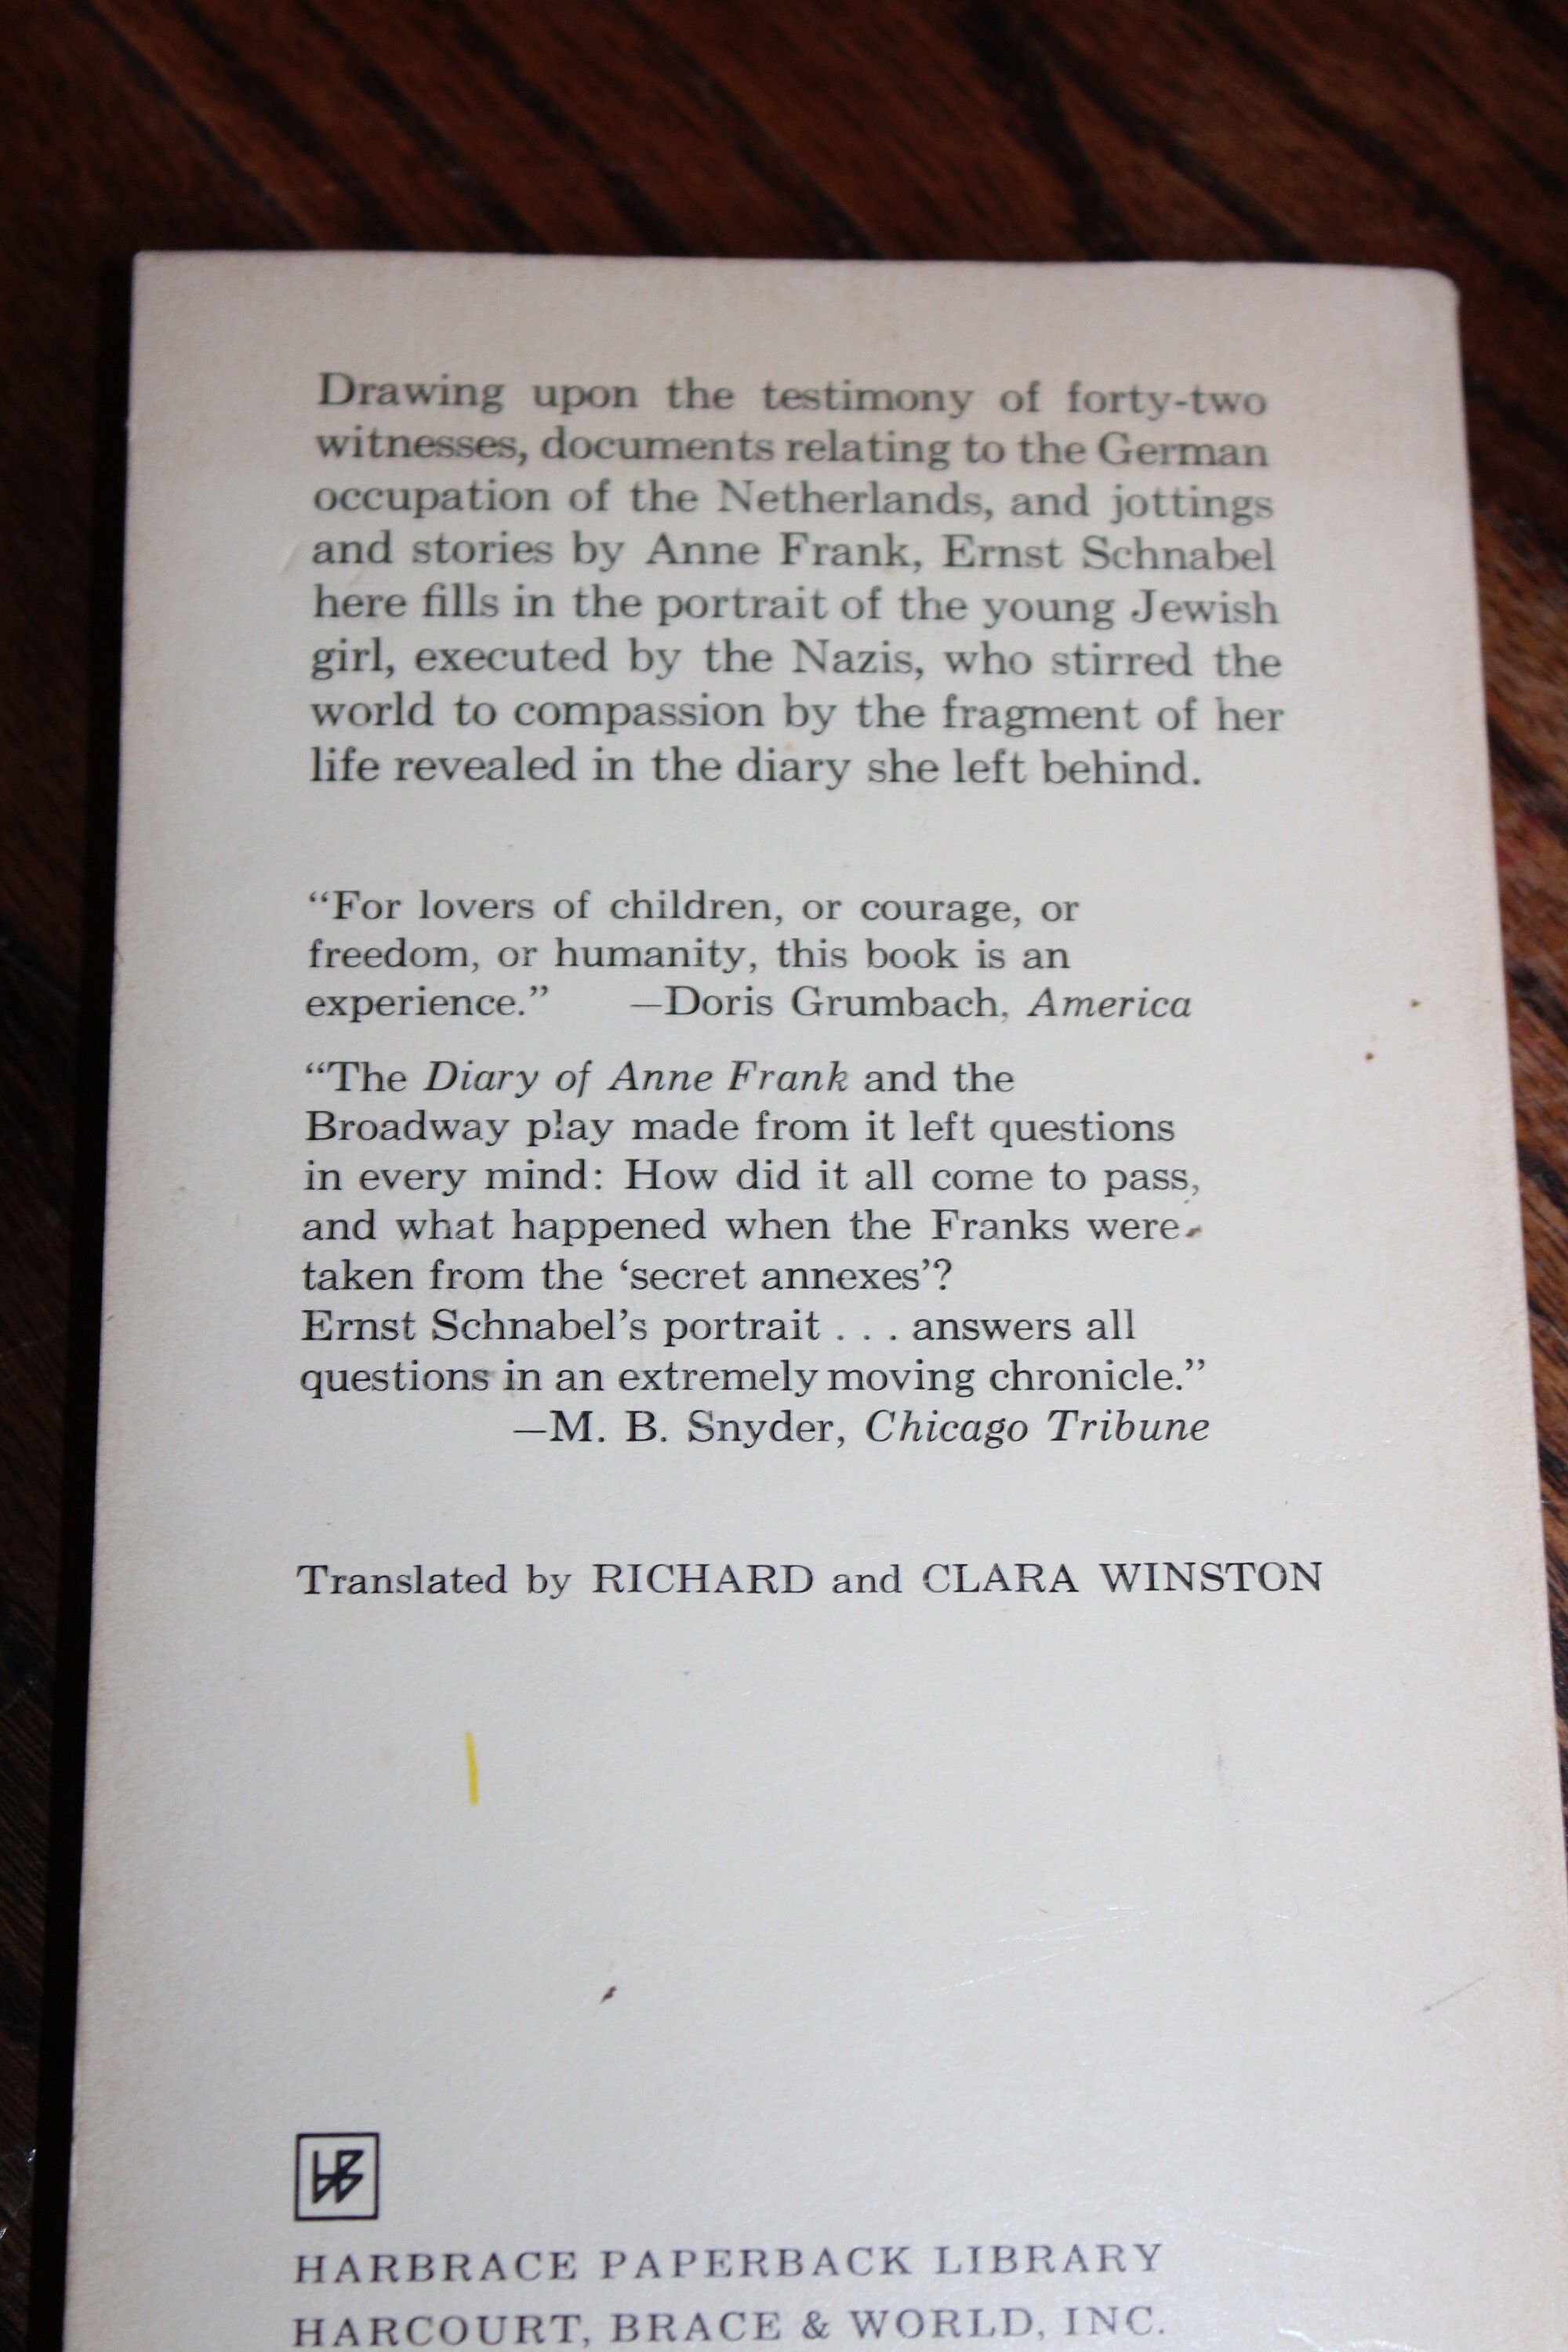 Drawing upon the testimony of forty-two
witnesses, documents relating to the German
occupation of the Netherlands, and jottings
and stories by Anne Frank, Ernst Schnabel
here fills in the portrait of the young Jewish
girl, executed by the Nazis, who stirred the
world to compassion by the fragment of her
life revealed in the diary she left behind.
“For lovers of children, or courage, or
freedom, or humanity, this book is an
experience.” —Doris Grumbach, America
“The Diary of Anne Frank and the
Broadway play made from it left questions
in every mind: How did it all come to pass,
and what happened when the Franks were
taken from the ‘secret annexes’?
Ernst Schnabel’s portrait . . . answers all
questions in an extremely moving chronicle.”
—M. B. Snyder, Chicago Tribune
Translated by RICHARD and CLARA WINSTON
HB
HARBRACE PAPERBACK LIBRARY
HARCOURT, BRACE & WORLD, INC.